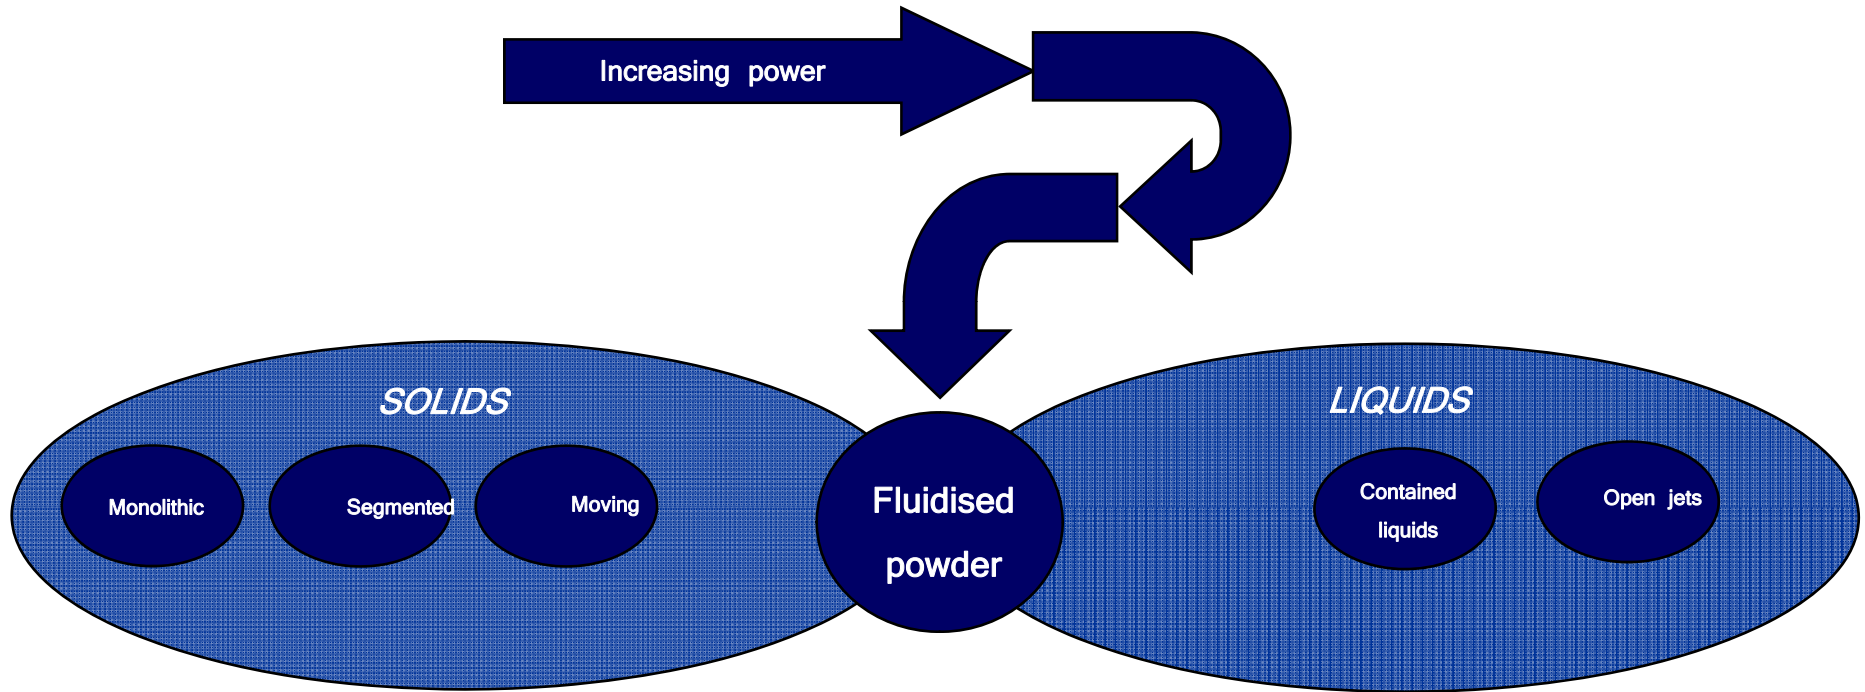 Increasing power
SOLIDS
LIQUIDS
Monolithic
Segmented
Moving
Fluidised
powder
Contained
liquids
Open jets